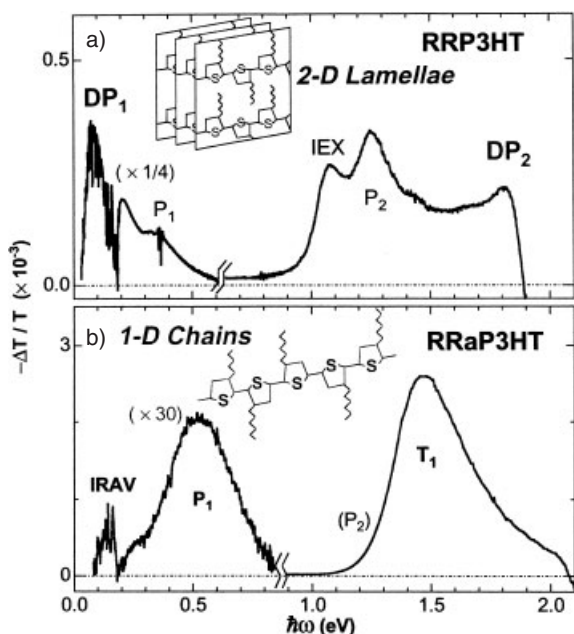 a)
RRP3HT
2-D Lamellae
0.5
DP₁
(× 1/4)
P₁
IEX
P₂
DP₂
0.0
S S S
S S S
−ΔT / T (× 10⁻³)
b)
1-D Chains
RRaP3HT
3
(× 30)
S S S S S
IRAV
P₁
(P₂)
T₁
0
0.0 0.5 1.0 1.5 2.0
ħω (eV)